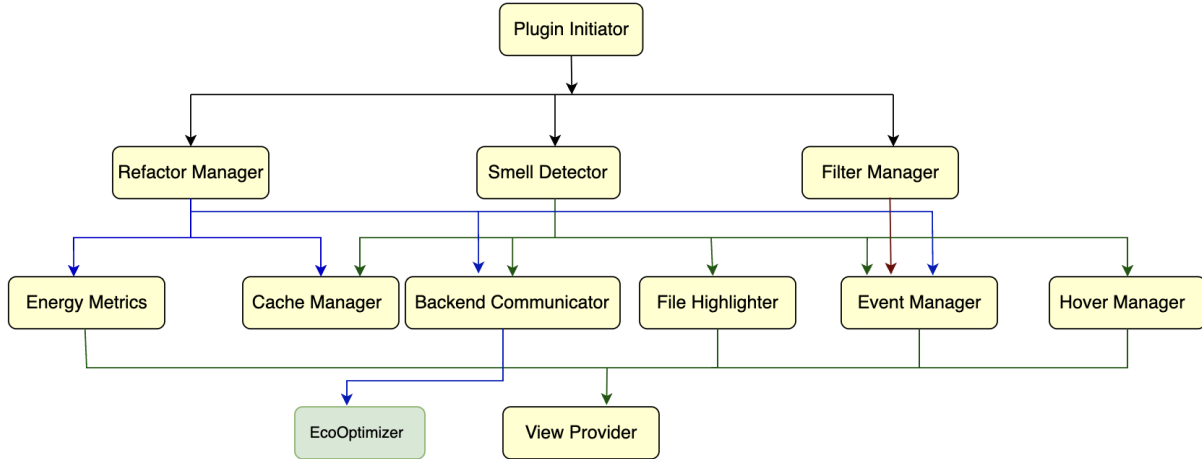 Plugin Initiator
Refactor Manager
Smell Detector
Filter Manager
Energy Metrics
Cache Manager
Backend Communicator
File Highlighter
Event Manager
Hover Manager
EcoOptimizer
View Provider